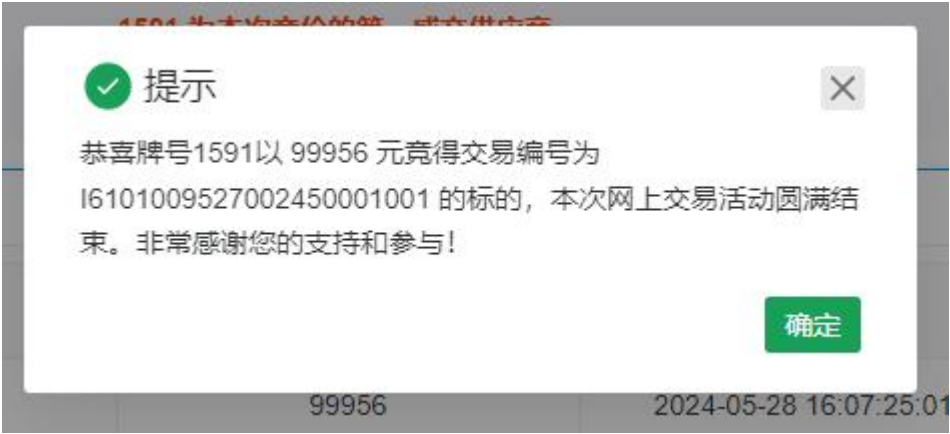 提示
恭喜牌号1591以 99956 元竞得交易编号为
I6101009527002450001001 的标的，本次网上交易活动圆满结
束。非常感谢您的支持和参与！
确定
99956
2024-05-28 16:07:25:01